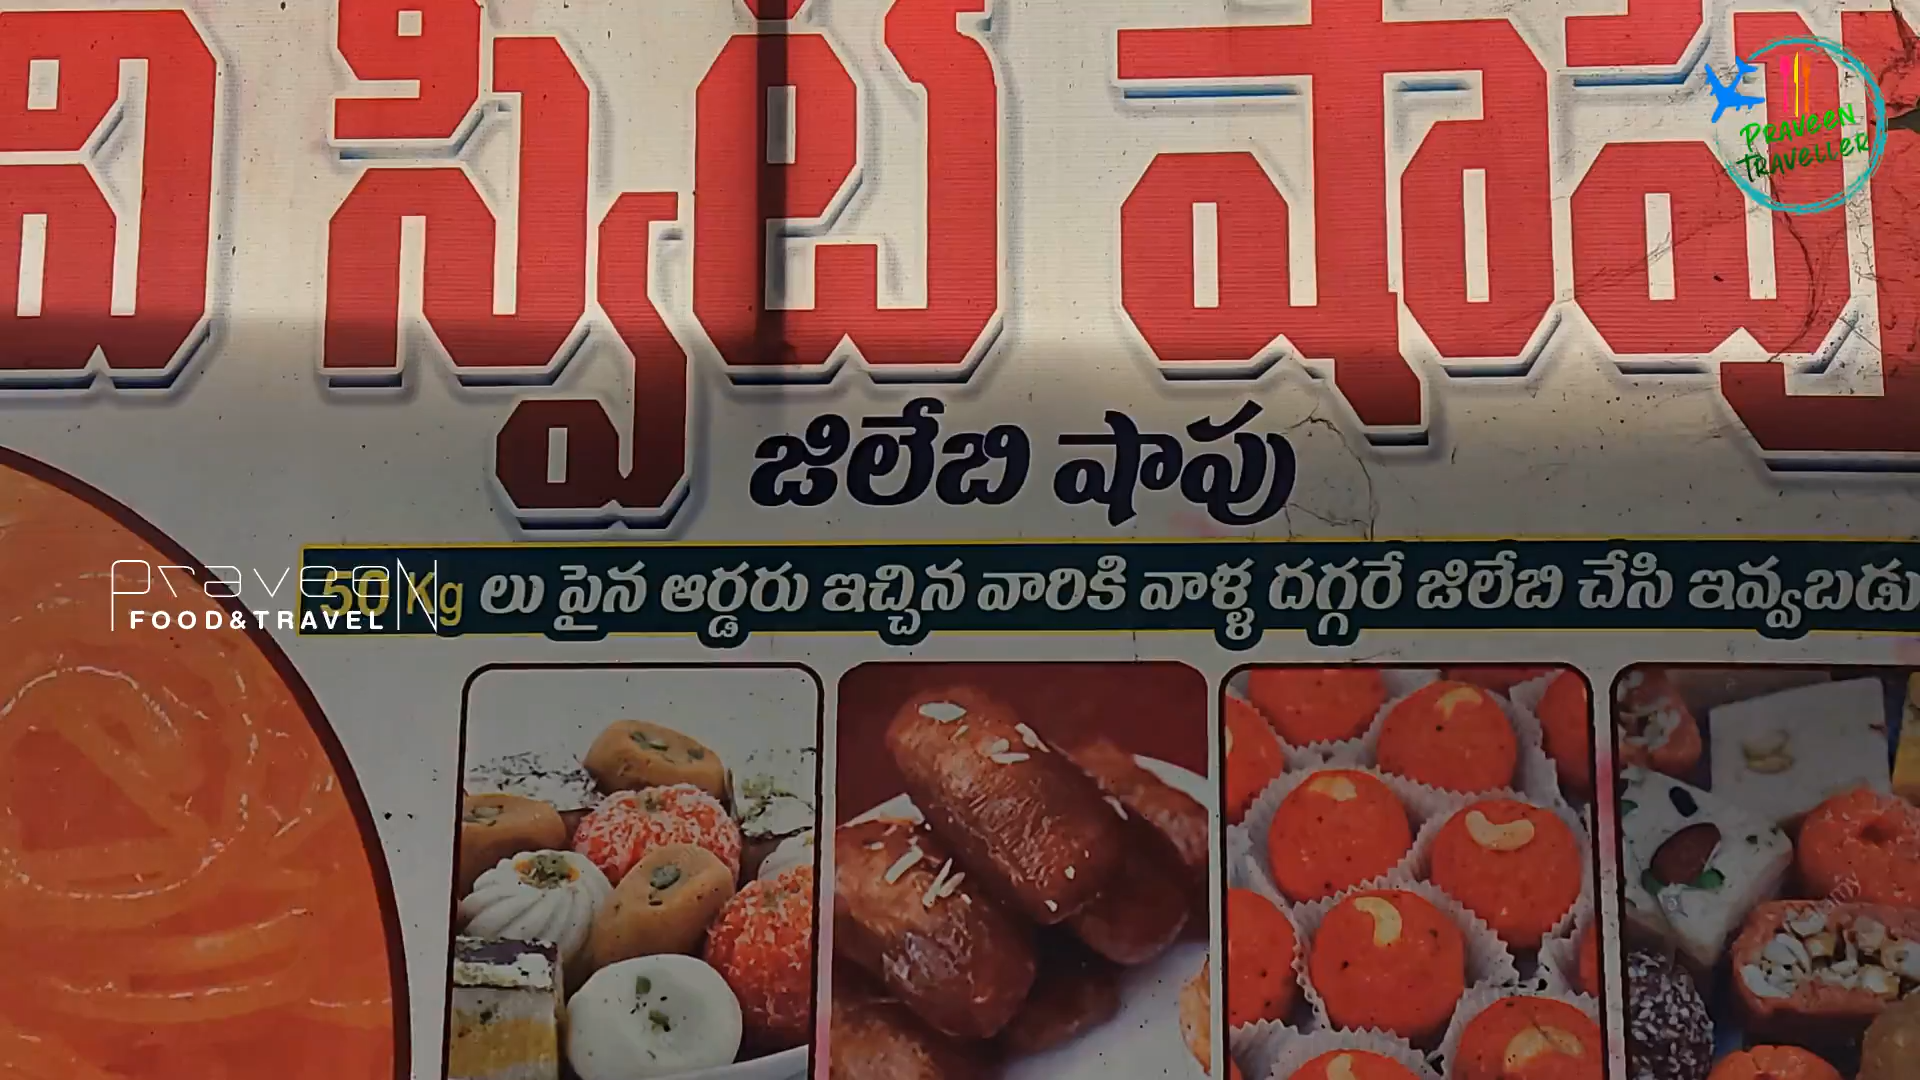 స్వీట్ షాపు
PRAVEEN
TRAVELLER
జిలేబి షాపు
50 Kg లు పైన ఆర్డరు ఇచ్చిన వారికి వాళ్ళ దగ్గరే జిలేబి చేసి ఇవ్వబడు
PraveeN
FOOD&TRAVEL